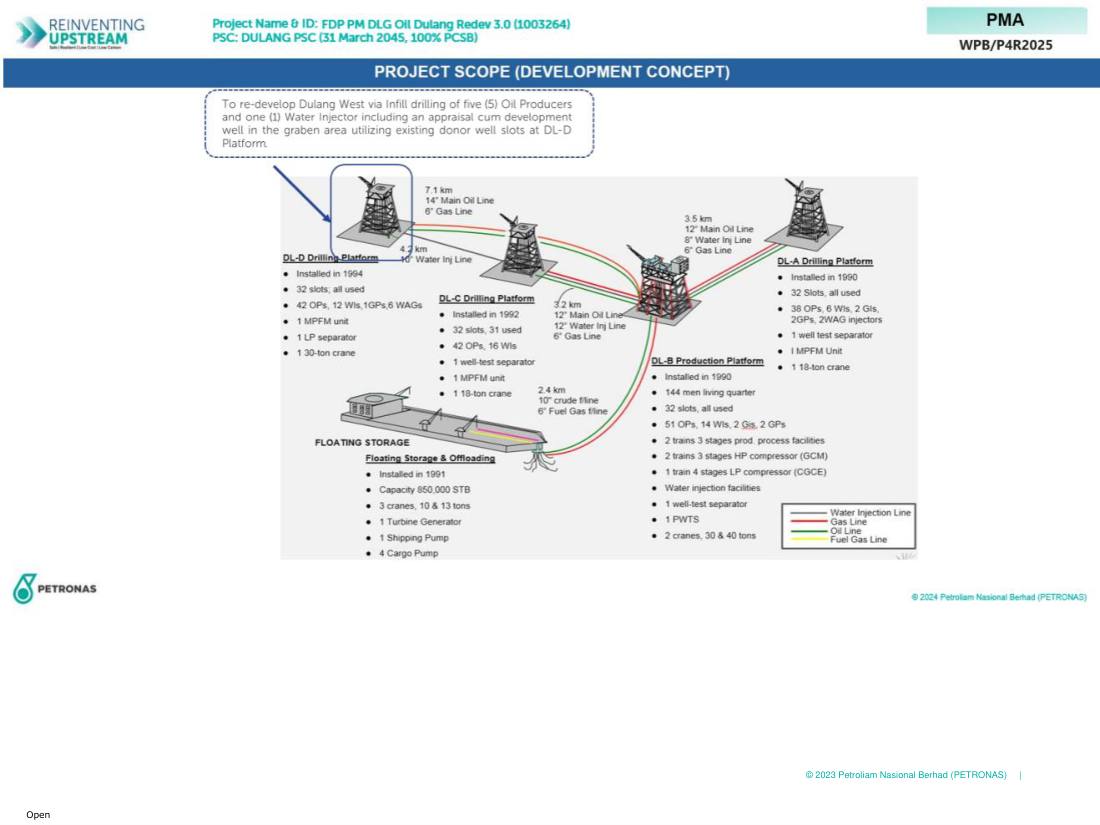 REINVENTING
UPSTREAM
Safe | Resilient | Low Cost | Low Carbon
Project Name & ID: FDP PM DLG Oil Dulang Redev 3.0 (1003264)
PSC: DULANG PSC (31 March 2045, 100% PCSB)
PMA
WPB/P4R2025
PROJECT SCOPE (DEVELOPMENT CONCEPT)
To re-develop Dulang West via Infill drilling of five (5) Oil Producers
and one (1) Water Injector including an appraisal cum development
well in the graben area utilizing existing donor well slots at DL-D
Platform.
7.1 km
14" Main Oil Line
6" Gas Line
4.2 km
10" Water Inj Line
3.5 km
12" Main Oil Line
8" Water Inj Line
6" Gas Line
DL-D Drilling Platform
● Installed in 1994
● 32 slots; all used
● 42 OPs, 12 WIs,1GPs,6 WAGs
● 1 MPFM unit
● 1 LP separator
● 1 30-ton crane
DL-C Drilling Platform
● Installed in 1992
● 32 slots, 31 used
● 42 OPs, 16 WIs
● 1 well-test separator
● 1 MPFM unit
● 1 18-ton crane
3.2 km
12" Main Oil Line
12" Water Inj Line
6" Gas Line
DL-A Drilling Platform
● Installed in 1990
● 32 Slots, all used
● 38 OPs, 6 WIs, 2 GIs,
2GPs, 2WAG injectors
● 1 well test separator
● I MPFM Unit
● 1 18-ton crane
DL-B Production Platform
● Installed in 1990
● 144 men living quarter
● 32 slots, all used
● 51 OPs, 14 WIs, 2 Gis, 2 GPs
● 2 trains 3 stages prod. process facilities
● 2 trains 3 stages HP compressor (GCM)
● 1 train 4 stages LP compressor (CGCE)
● Water injection facilities
● 1 well-test separator
● 1 PWTS
● 2 cranes, 30 & 40 tons
2.4 km
10" crude f/line
6" Fuel Gas f/line
FLOATING STORAGE
Floating Storage & Offloading
● Installed in 1991
● Capacity 850,000 STB
● 3 cranes, 10 & 13 tons
● 1 Turbine Generator
● 1 Shipping Pump
● 4 Cargo Pump
Water Injection Line
Gas Line
Oil Line
Fuel Gas Line
PETRONAS
© 2024 Petroliam Nasional Berhad (PETRONAS)
© 2023 Petroliam Nasional Berhad (PETRONAS) |
Open